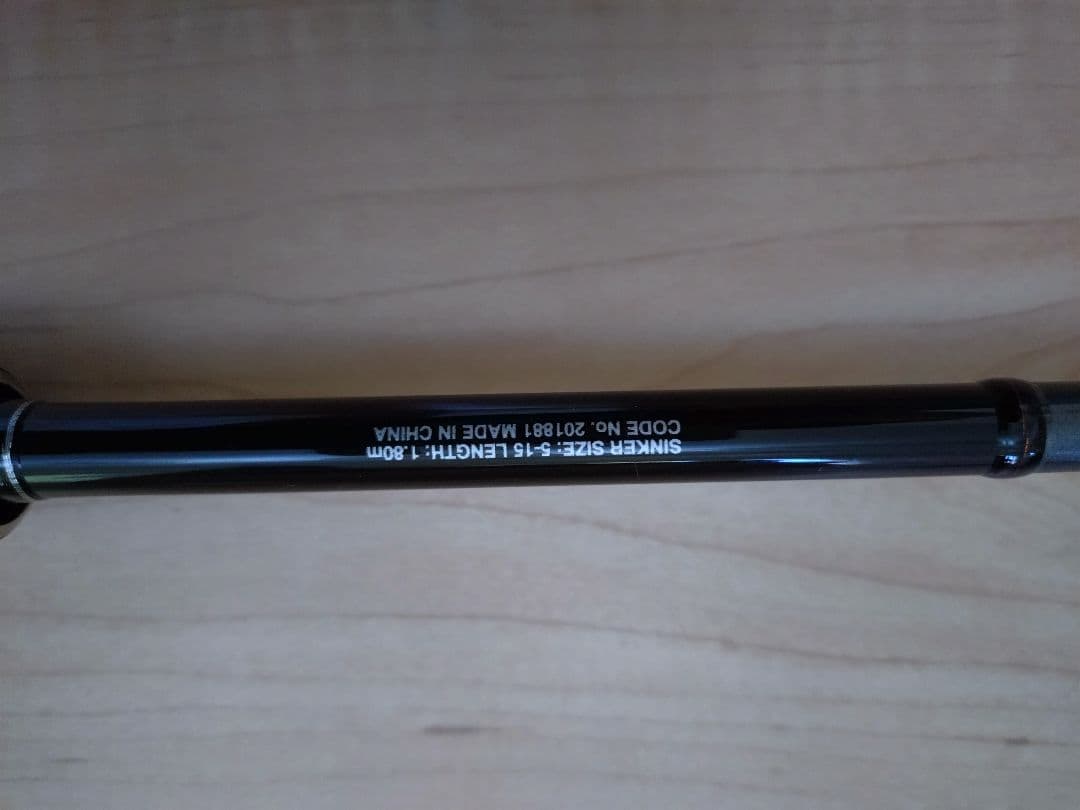 SINKER SIZE: 5-15 LENGTH: 1.80m
CODE No. 201881 MADE IN CHINA